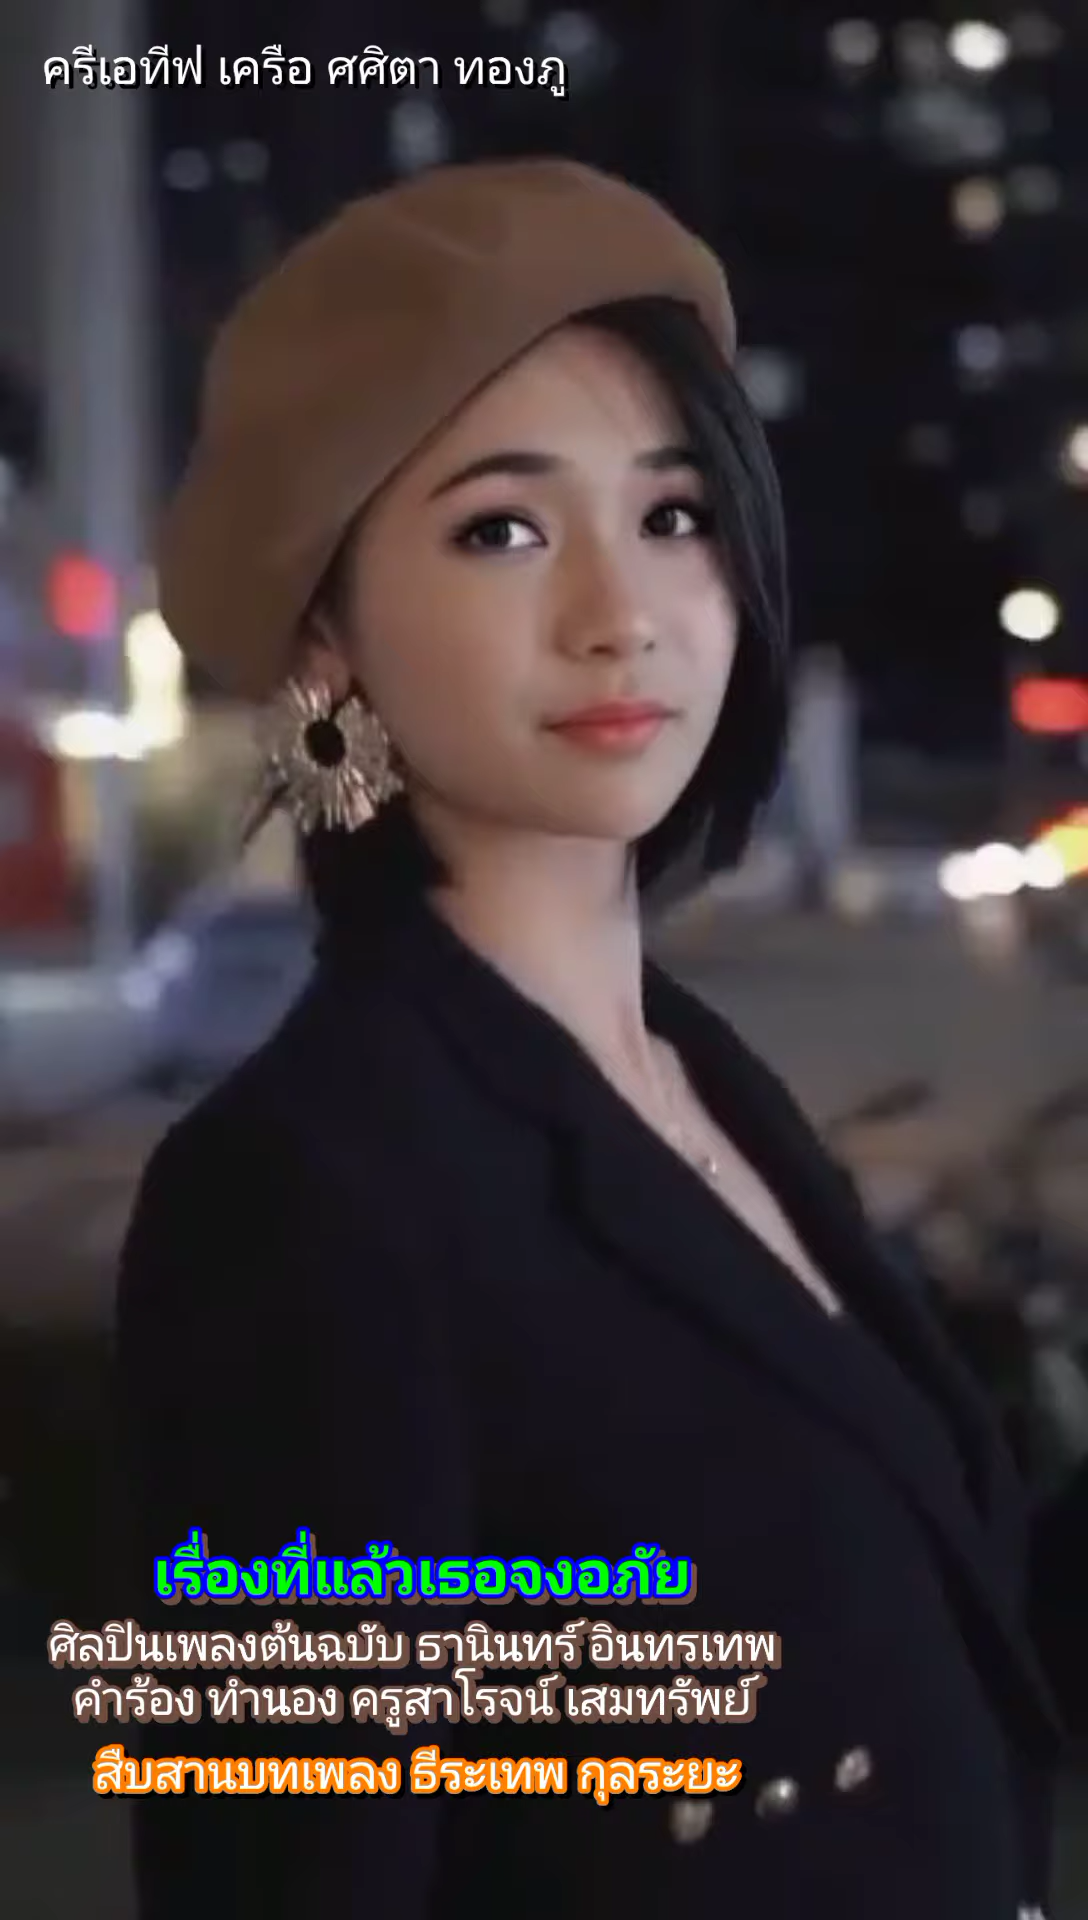 ครีเอทีฟ เครือ ศศิตา ทองภู
เรื่องที่แล้วเธอจงอภัย
ศิลปินเพลงต้นฉบับ ธานินทร์ อินทรเทพ
คำร้อง ทำนอง ครูสาโรจน์ เสมทรัพย์
สืบสานบทเพลง ธีระเทพ กุลระยะ